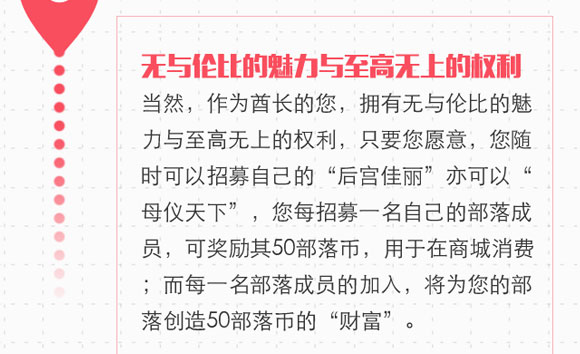 无与伦比的魅力与至高无上的权利
当然，作为酋长的您，拥有无与伦比的魅
力与至高无上的权利，只要您愿意，您随
时可以招募自己的“后宫佳丽”亦可以“
母仪天下”，您每招募一名自己的部落成
员，可奖励其50部落币，用于在商城消费
；而每一名部落成员的加入，将为您的部
落创造50部落币的“财富”。